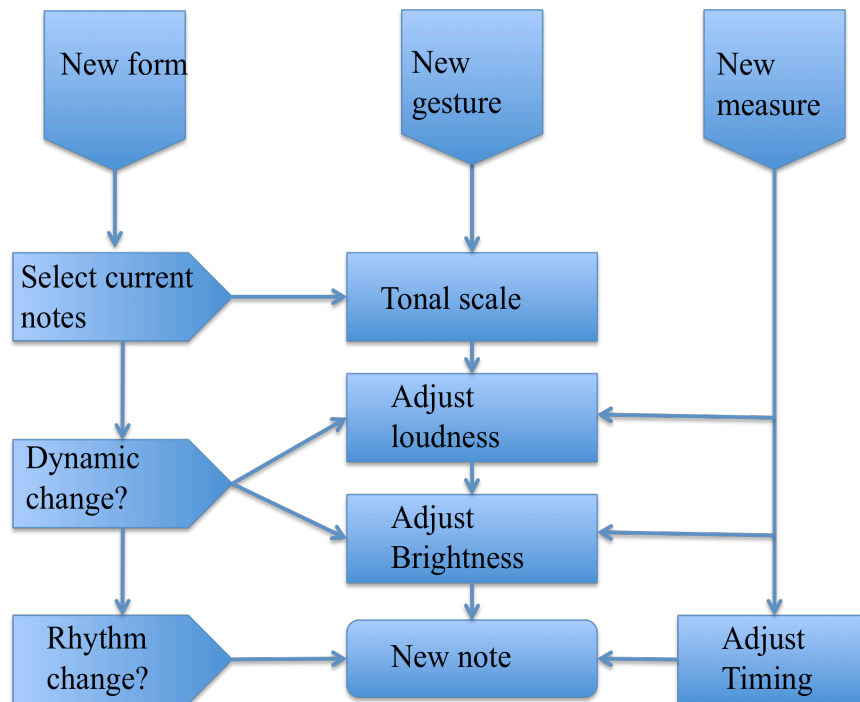 New form
New
gesture
New
measure
Select current
notes
Tonal scale
Adjust
loudness
Dynamic
change?
Adjust
Brightness
Rhythm
change?
New note
Adjust
Timing